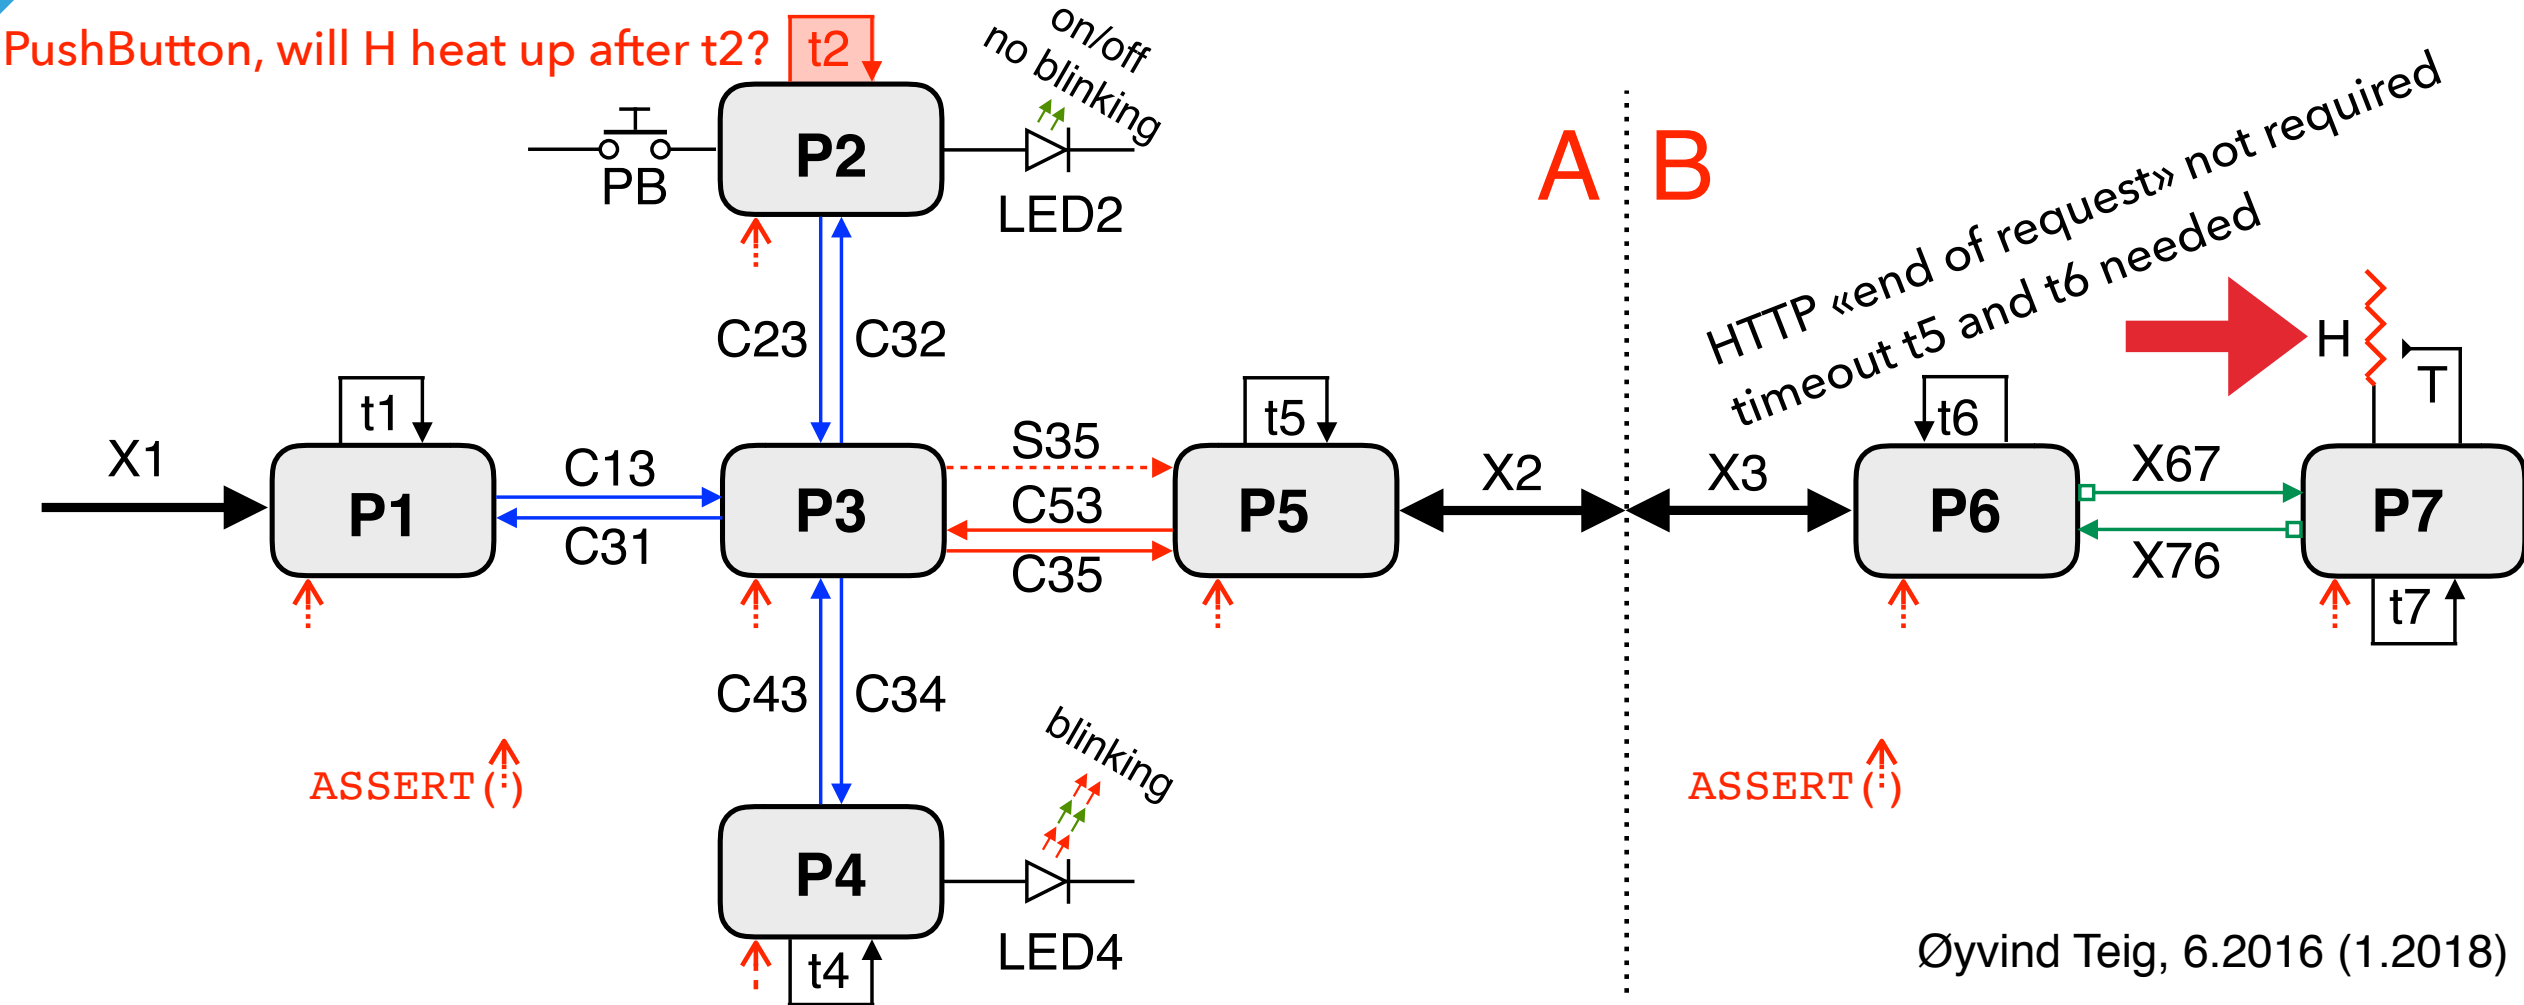 PushButton, will H heat up after t2?
t2
on/off
no blinking
P2
PB
LED2
A
B
HTTP «end of request» not required
timeout t5 and t6 needed
C23
C32
H
T
t1
t5
t6
X1
C13
S35
X2
X3
X67
P1
P3
C53
P5
P6
P7
C31
C35
X76
t7
C43
C34
blinking
ASSERT( )
ASSERT( )
P4
LED4
t4
Øyvind Teig, 6.2016 (1.2018)